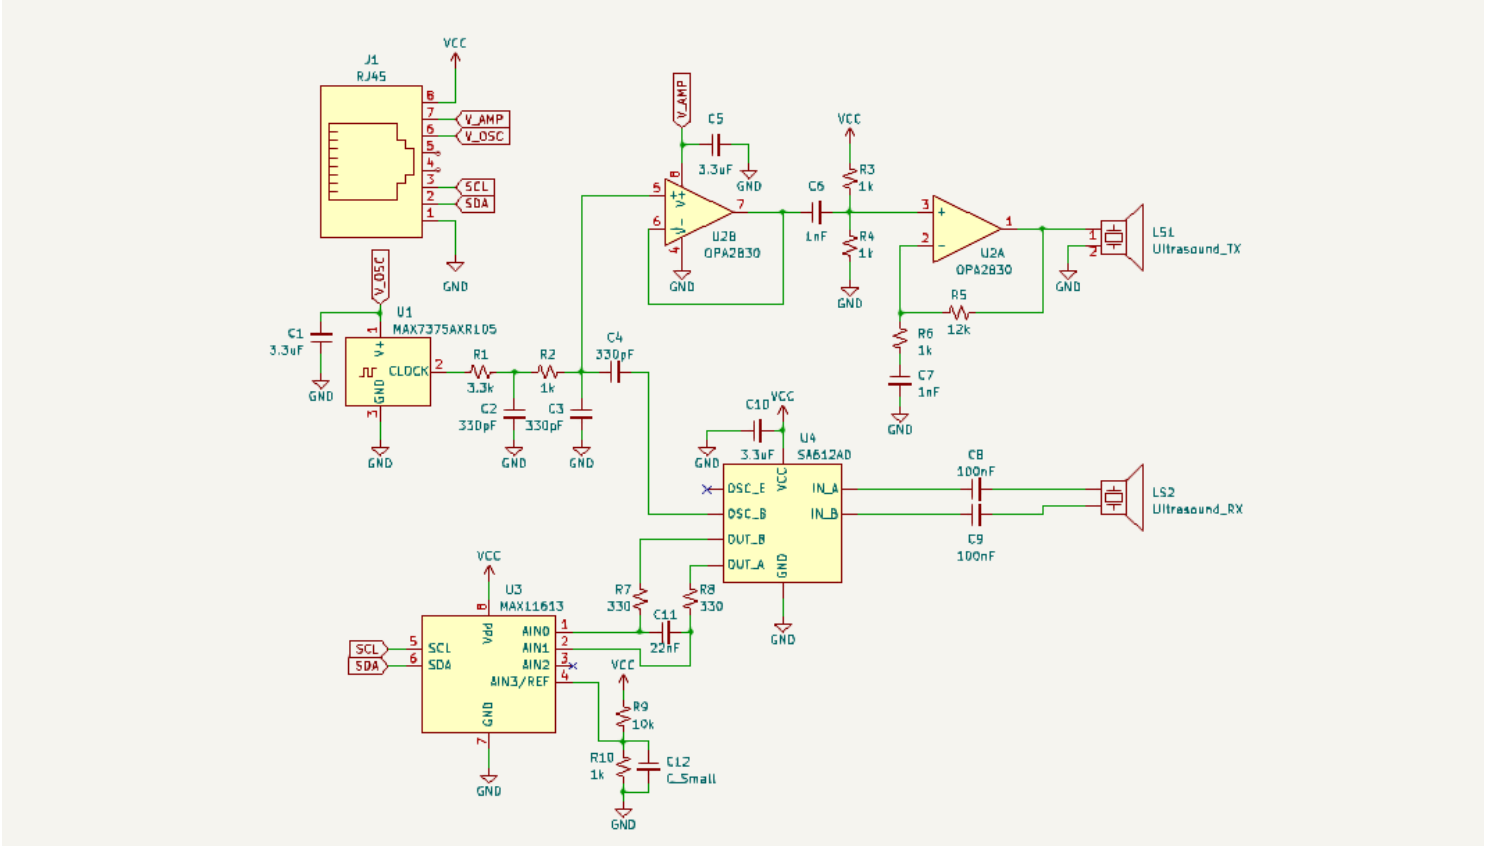 J1
RJ45
VCC
8
7
6
5
4
3
2
1
V_AMP
V_OSC
SCL
SDA
GND
V_OSC
U1
MAX7375AXR105
C1
3.3uF
GND
1
V+
CLOCK
2
GND
3
GND
R1
3.3k
R2
1k
C2
330pF
GND
C3
330pF
GND
C4
330pF
V_AMP
C5
3.3uF
GND
8
5
6
7
4
+
V+
V-
-
U2B
OPA2830
GND
C6
1nF
VCC
R3
1k
R4
1k
GND
3
2
1
+
-
U2A
OPA2830
R5
12k
R6
1k
C7
1nF
GND
1
2
GND
LS1
Ultrasound_TX
C10
3.3uF
VCC
GND
U4
SA612AD
VCC
OSC_E
OSC_B
OUT_B
OUT_A
IN_A
IN_B
GND
GND
C8
100nF
C9
100nF
LS2
Ultrasound_RX
R7
330
R8
330
C11
22nF
VCC
U3
MAX11613
8
Vdd
SCL
SDA
5
6
SCL
SDA
AIN0
AIN1
AIN2
AIN3/REF
1
2
3
4
GND
7
GND
VCC
R9
10k
R10
1k
C12
C_Small
GND